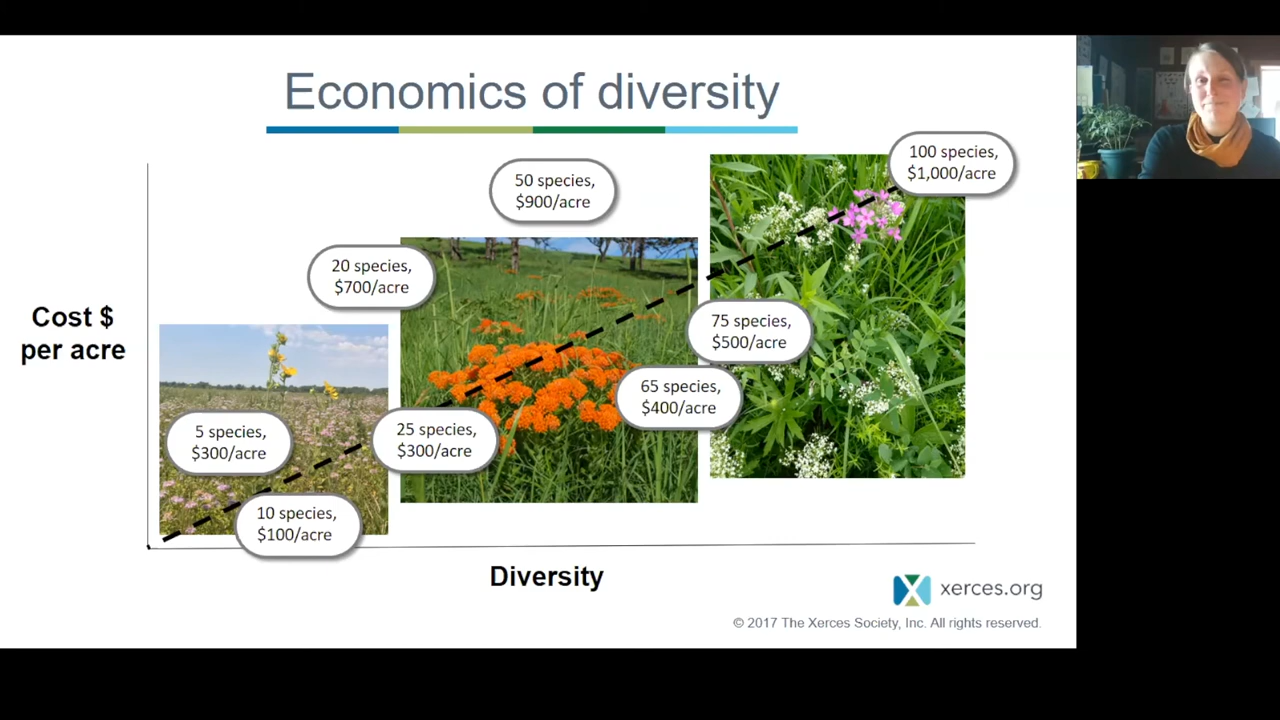 Economics of diversity
100 species,
$1,000/acre
50 species,
$900/acre
20 species,
$700/acre
Cost $
per acre
75 species,
$500/acre
65 species,
$400/acre
5 species,
$300/acre
25 species,
$300/acre
10 species,
$100/acre
Diversity
xerces.org
© 2017 The Xerces Society, Inc. All rights reserved.